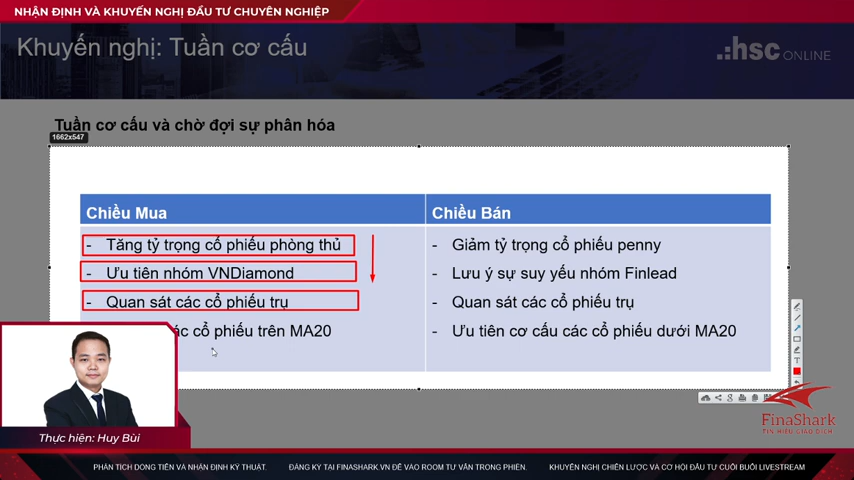 NHẬN ĐỊNH VÀ KHUYẾN NGHỊ ĐẦU TƯ CHUYÊN NGHIỆP
Khuyến nghị: Tuần cơ cấu
.:hsc ONLINE
Tuần cơ cấu và chờ đợi sự phân hóa
1662x547
Chiều Mua
- Tăng tỷ trọng cổ phiếu phòng thủ
- Ưu tiên nhóm VNDiamond
- Quan sát các cổ phiếu trụ
các cổ phiếu trên MA20
Chiều Bán
- Giảm tỷ trọng cổ phiếu penny
- Lưu ý sự suy yếu nhóm Finlead
- Quan sát các cổ phiếu trụ
- Ưu tiên cơ cấu các cổ phiếu dưới MA20
Thực hiện: Huy Bùi
FinaShark
TÍN HIỆU GIAO DỊCH
PHÂN TÍCH DÒNG TIỀN VÀ NHẬN ĐỊNH KỸ THUẬT.
ĐĂNG KÝ TẠI FINASHARK.VN ĐỂ VÀO ROOM TƯ VẤN TRONG PHIÊN.
KHUYẾN NGHỊ CHIẾN LƯỢC VÀ CƠ HỘI ĐẦU TƯ CUỐI BUỔI LIVESTREAM